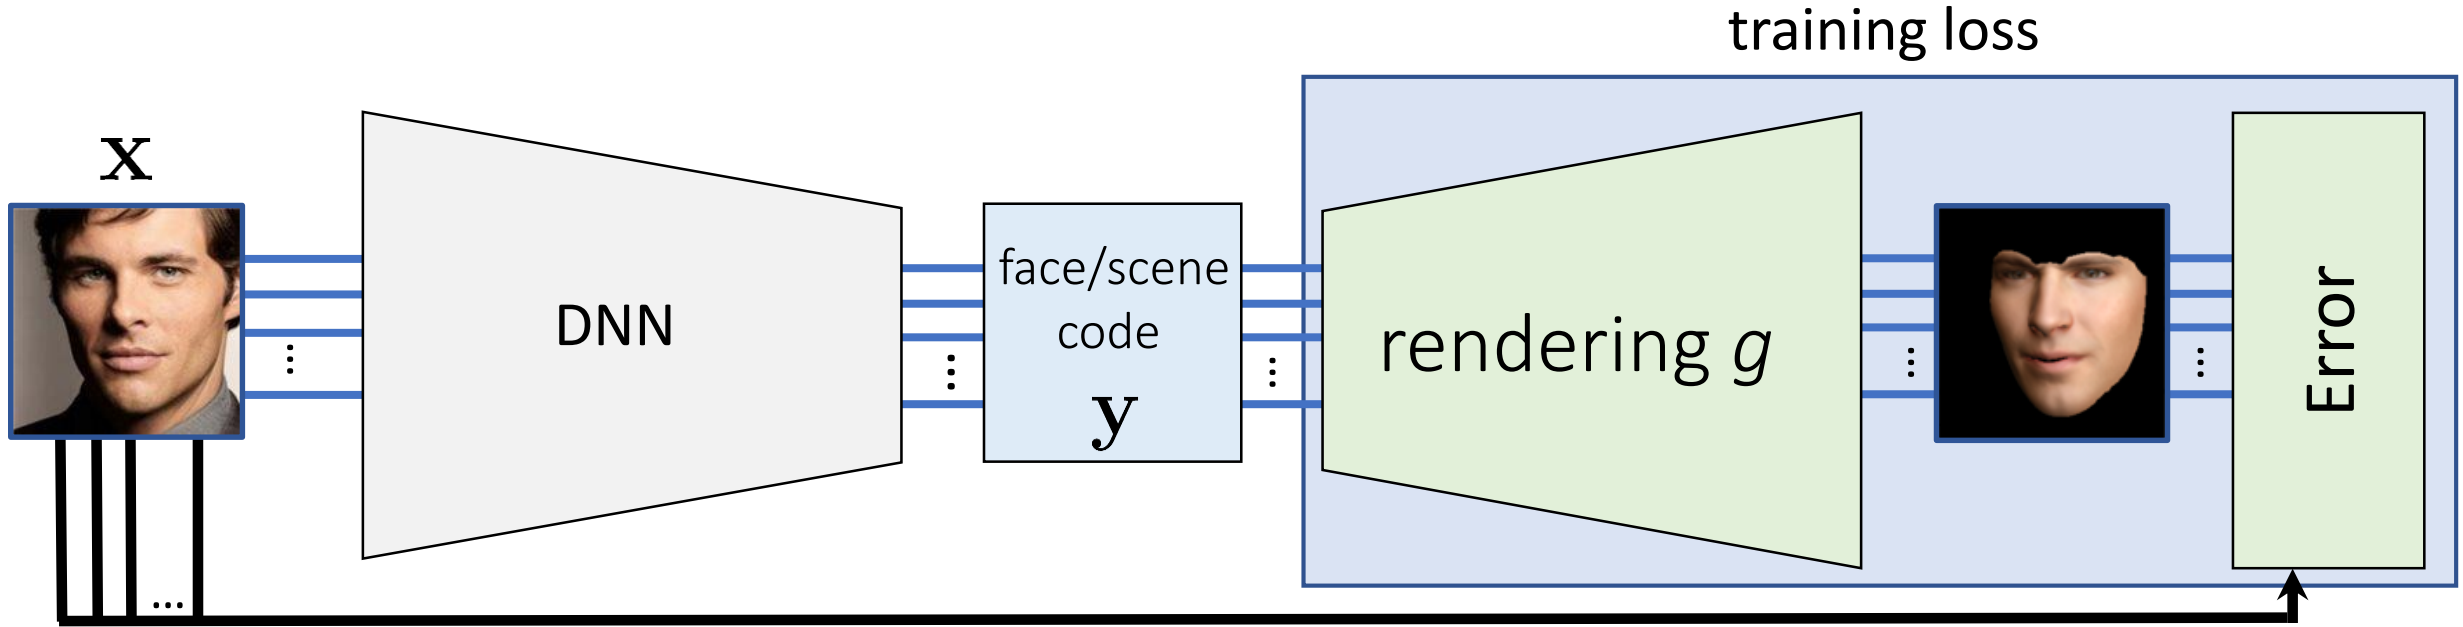 training loss
x
DNN
face/scene
code
y
rendering g
Error
...